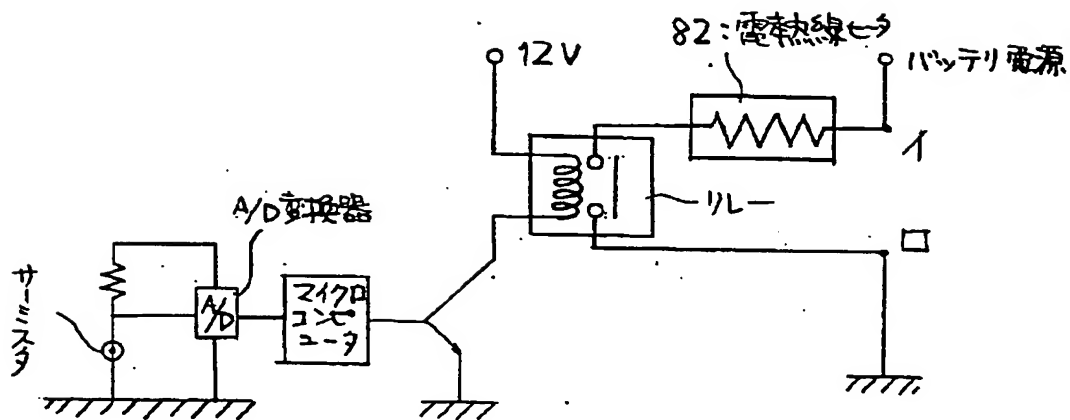 82:電熱線ヒータ
12V
バッテリ電源
イ
リレー
ロ
A/D変換器
サーミスタ
A/D
マイクロ
コンピ
ュータ